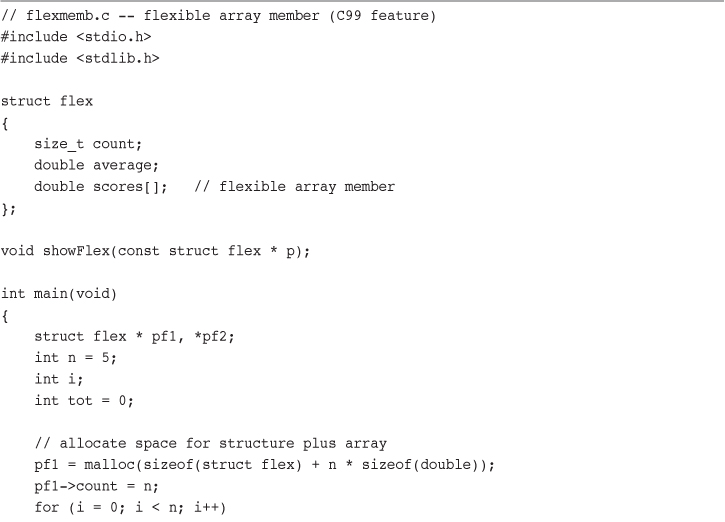 // flexmemb.c -- flexible array member (C99 feature)
#include <stdio.h>
#include <stdlib.h>

struct flex
{
    size_t count;
    double average;
    double scores[];   // flexible array member
};

void showFlex(const struct flex * p);

int main(void)
{
    struct flex * pf1, *pf2;
    int n = 5;
    int i;
    int tot = 0;

    // allocate space for structure plus array
    pf1 = malloc(sizeof(struct flex) + n * sizeof(double));
    pf1->count = n;
    for (i = 0; i < n; i++)